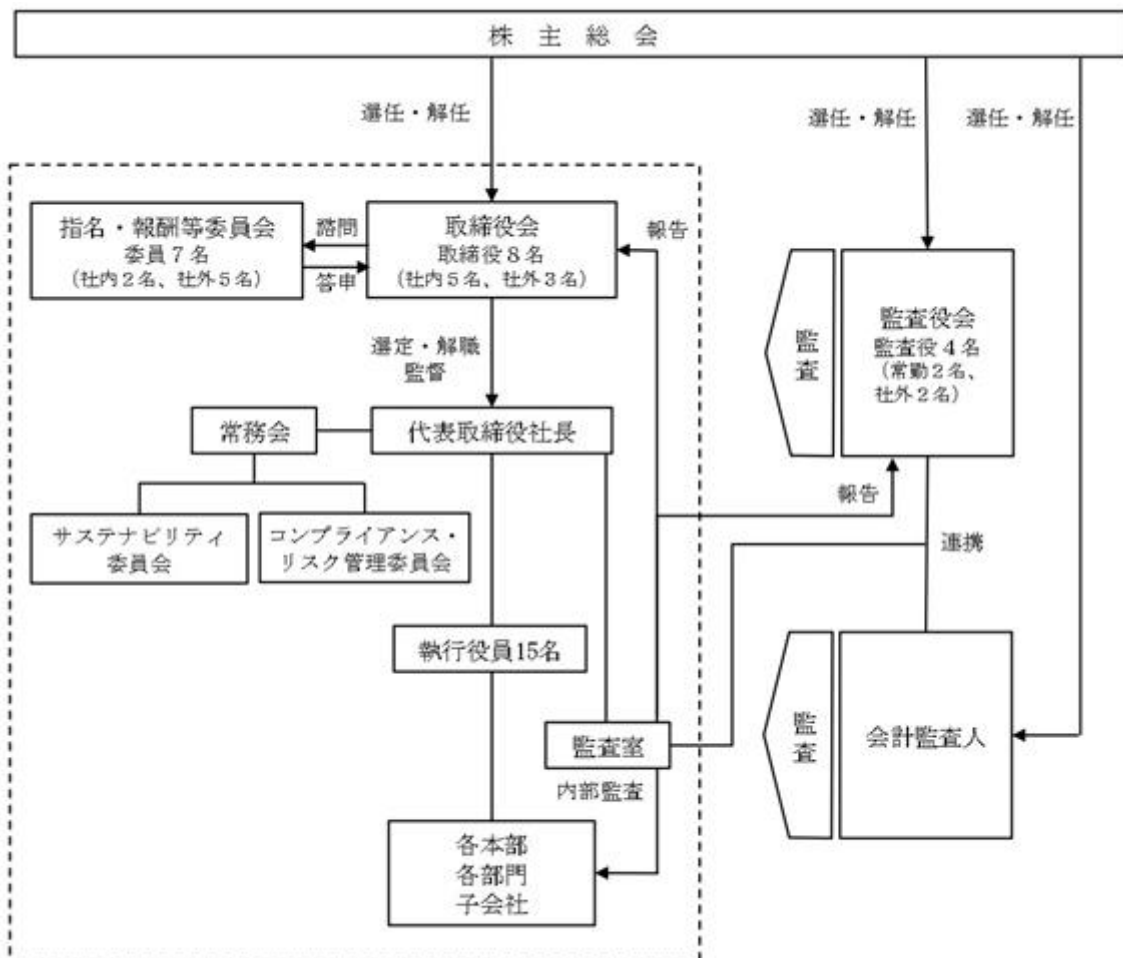 株主総会
選任・解任
選任・解任
選任・解任
指名・報酬等委員会
委員7名
（社内2名、社外5名）
諮問
答申
取締役会
取締役8名
（社内5名、社外3名）
報告
監査
監査役会
監査役4名
（常勤2名、
社外2名）
選定・解職
監督
常務会
代表取締役社長
報告
サステナビリティ
委員会
コンプライアンス・
リスク管理委員会
連携
執行役員15名
監査室
内部監査
監査
会計監査人
各本部
各部門
子会社